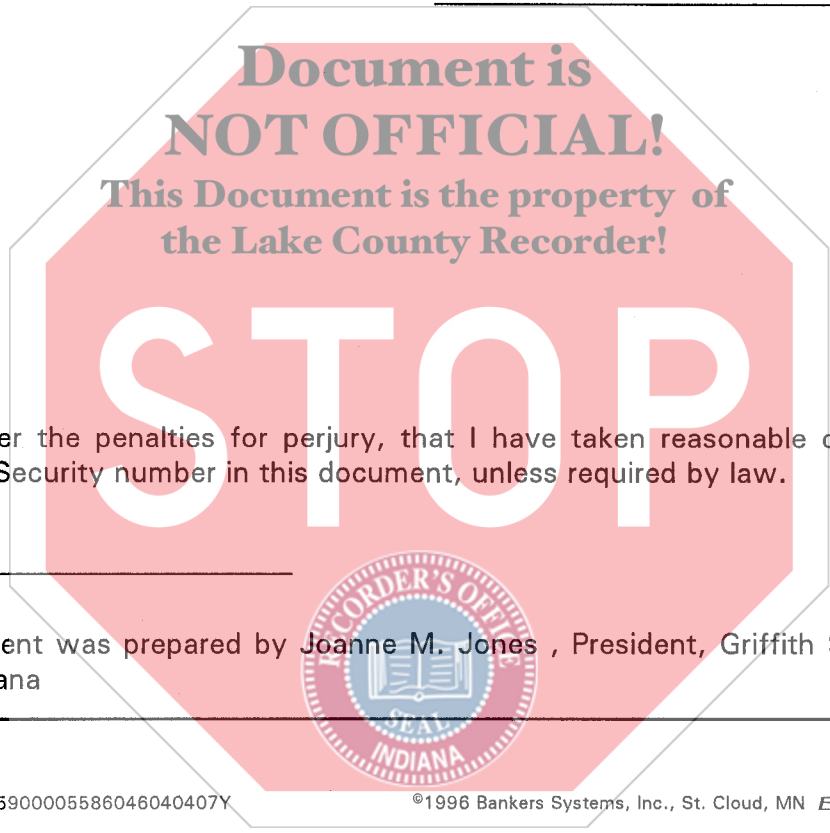 Document is
NOT OFFICIAL!
This Document is the property of
the Lake County Recorder!
STOP
er the penalties for perjury, that I have taken reasonable
Security number in this document, unless required by law.
ent was prepared by Joanne M. Jones , President, Griffith
ana
RECORDER'S OFFICE
SEAL
INDIANA
5900005586046040407Y
©1996 Bankers Systems, Inc., St. Cloud, MN